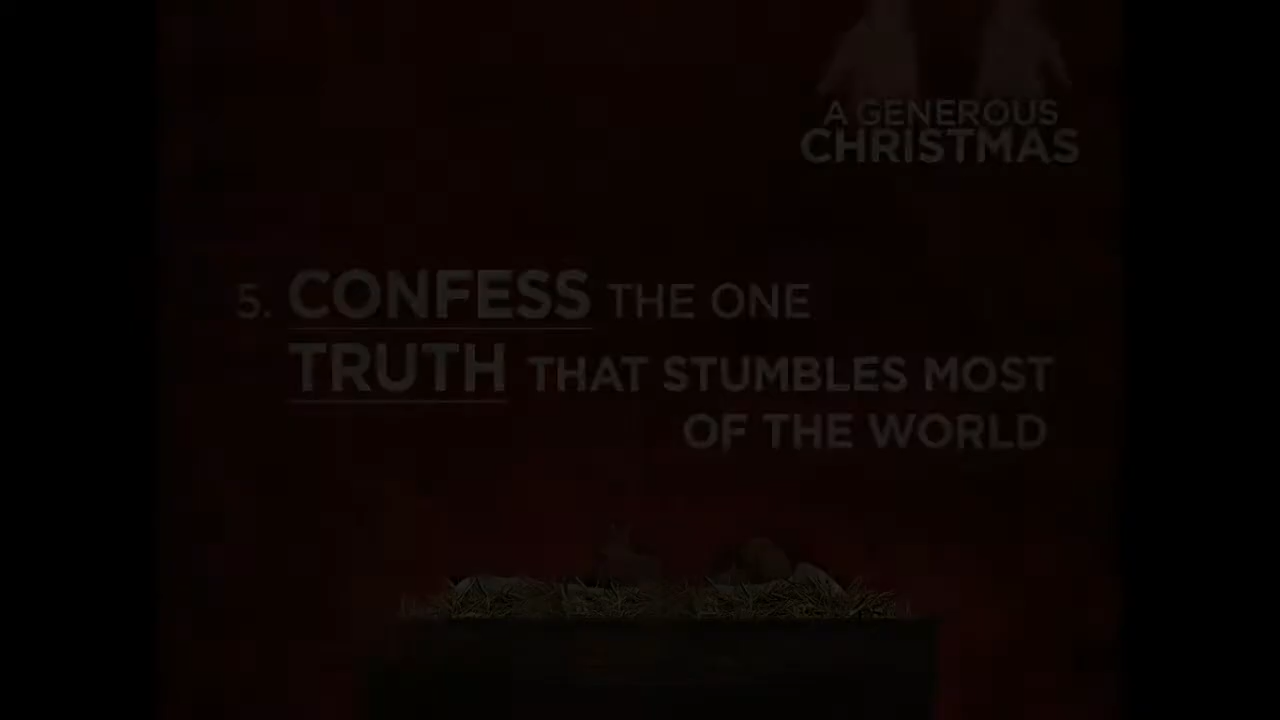 A GENEROUS
CHRISTMAS
5. CONFESS THE ONE
TRUTH THAT STUMBLES MOST
OF THE WORLD